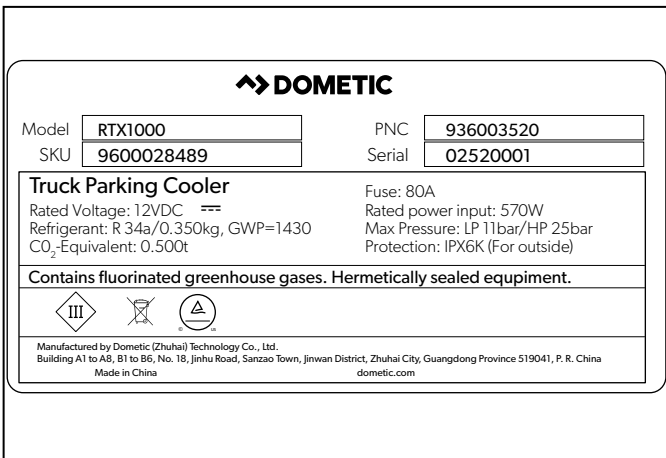 DOMETIC
Model RTX1000 PNC 936003520
SKU 9600028489 Serial 02520001
Truck Parking Cooler
Rated Voltage: 12VDC
Refrigerant: R 34a/0.350kg, GWP=1430
C0₂-Equivalent: 0.500t
Fuse: 80A
Rated power input: 570W
Max Pressure: LP 11bar/HP 25bar
Protection: IPX6K (For outside)
Contains fluorinated greenhouse gases. Hermetically sealed equpiment.
III
Manufactured by Dometic (Zhuhai) Technology Co., Ltd.
Building A1 to A8, B1 to B6, No. 18, Jinhu Road, Sanzao Town, Jinwan District, Zhuhai City, Guangdong Province 519041, P. R. China
Made in China dometic.com